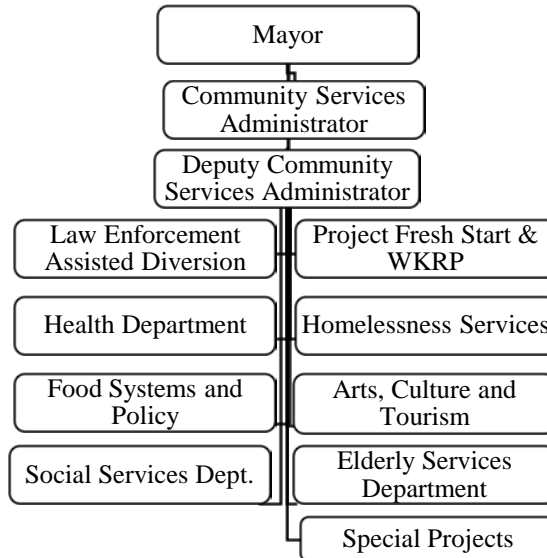 Mayor
Community Services
Administrator
Deputy Community
Services Administrator
Law Enforcement
Assisted Diversion
Project Fresh Start &
WKRP
Health Department
Homelessness Services
Food Systems and
Policy
Arts, Culture and
Tourism
Social Services Dept.
Elderly Services
Department
Special Projects